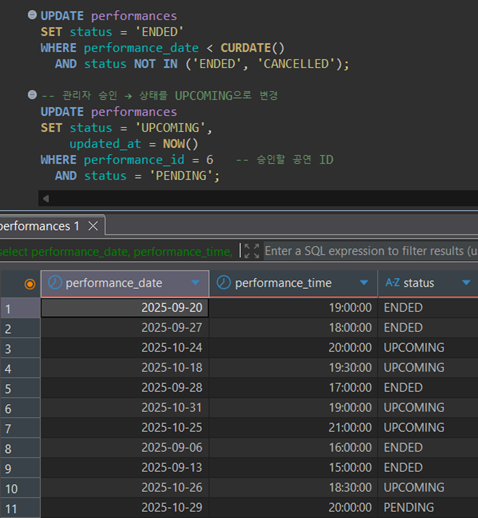 UPDATE performances
SET status = 'ENDED'
WHERE performance_date < CURDATE()
AND status NOT IN ('ENDED', 'CANCELLED');
-- 관리자 승인 → 상태를 UPCOMING으로 변경
UPDATE performances
SET status = 'UPCOMING',
updated_at = NOW()
WHERE performance_id = 6 -- 승인할 공연 ID
AND status = 'PENDING';
performances 1
select performance_date, performance_time, Enter a SQL expression to filter results (u
performance_date performance_time A-Z status
1 2025-09-20 19:00:00 ENDED
2 2025-09-27 18:00:00 ENDED
3 2025-10-24 20:00:00 UPCOMING
4 2025-10-18 19:30:00 UPCOMING
5 2025-09-28 17:00:00 ENDED
6 2025-10-31 19:00:00 UPCOMING
7 2025-10-25 21:00:00 UPCOMING
8 2025-09-06 16:00:00 ENDED
9 2025-09-13 15:00:00 ENDED
10 2025-10-26 18:30:00 UPCOMING
11 2025-10-29 20:00:00 PENDING